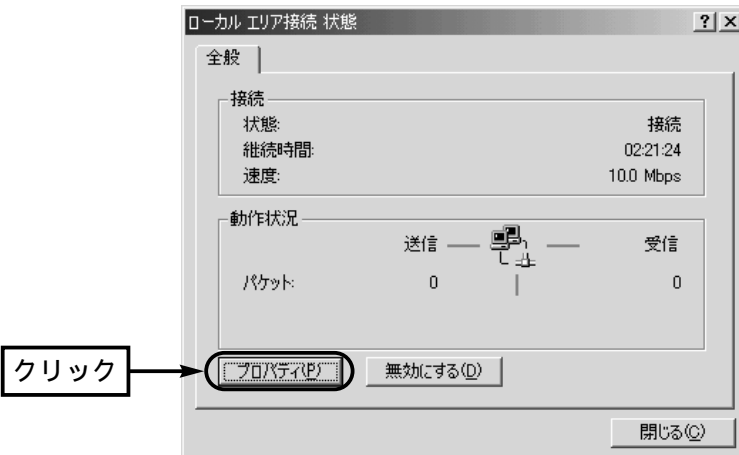 ローカル エリア接続 状態
全般
接続
状態: 接続
継続時間: 02:21:24
速度: 10.0 Mbps
動作状況
送信 受信
パケット: 0 0
クリック
プロパティ(P) 無効にする(D)
閉じる(C)